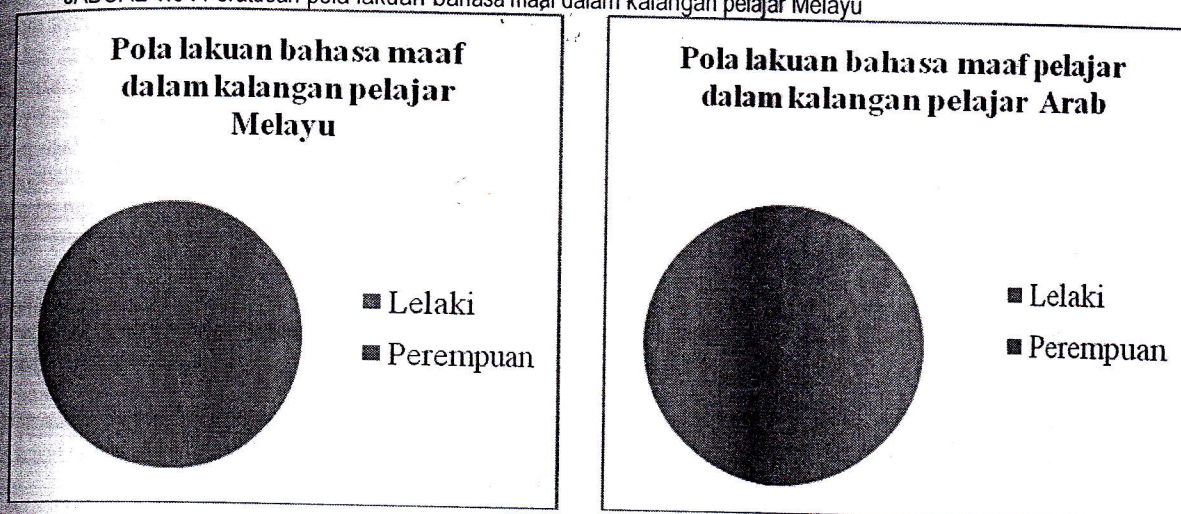 Peratusan pola lakuan bahasa maaf dalam kalangan pelajar Melayu
Pola lakuan bahasa maaf
dalam kalangan pelajar
Melayu
Lelaki
Perempuan
Pola lakuan bahasa maaf pelajar
dalam kalangan pelajar Arab
Lelaki
Perempuan